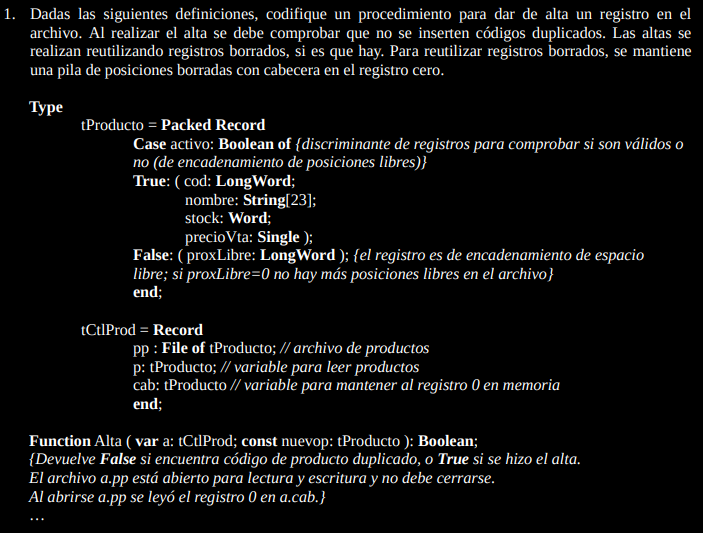 1. Dadas las siguientes definiciones, codifique un procedimiento para dar de alta un registro en el
archivo. Al realizar el alta se debe comprobar que no se inserten códigos duplicados. Las altas se
realizan reutilizando registros borrados, si es que hay. Para reutilizar registros borrados, se mantiene
una pila de posiciones borradas con cabecera en el registro cero.
Type
tProducto = Packed Record
Case activo: Boolean of {discriminante de registros para comprobar si son válidos o
no (de encadenamiento de posiciones libres)}
True: ( cod: LongWord;
nombre: String[23];
stock: Word;
precioVta: Single );
False: ( proxLibre: LongWord ); {el registro es de encadenamiento de espacio
libre; si proxLibre=0 no hay más posiciones libres en el archivo}
end;
tCtlProd = Record
pp : File of tProducto; // archivo de productos
p: tProducto; // variable para leer productos
cab: tProducto // variable para mantener al registro 0 en memoria
end;
Function Alta ( var a: tCtlProd; const nuevop: tProducto ): Boolean;
{Devuelve False si encuentra código de producto duplicado, o True si se hizo el alta.
El archivo a.pp está abierto para lectura y escritura y no debe cerrarse.
Al abrirse a.pp se leyó el registro 0 en a.cab.}
…